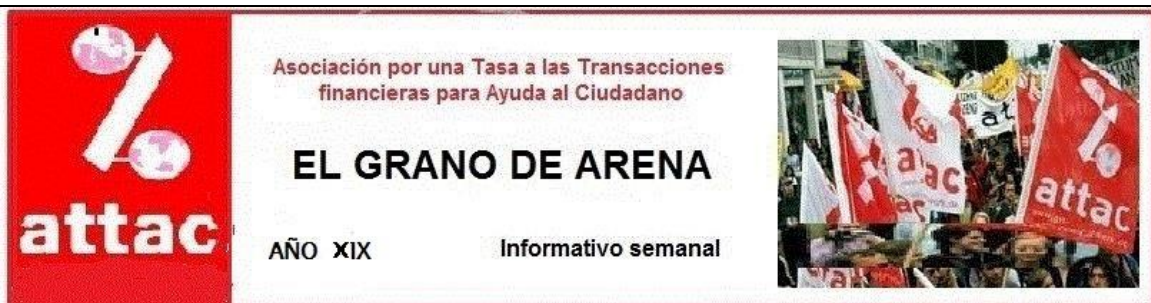 attac
Asociación por una Tasa a las Transacciones
financieras para Ayuda al Ciudadano
EL GRANO DE ARENA
AÑO XIX
Informativo semanal
attac
attac